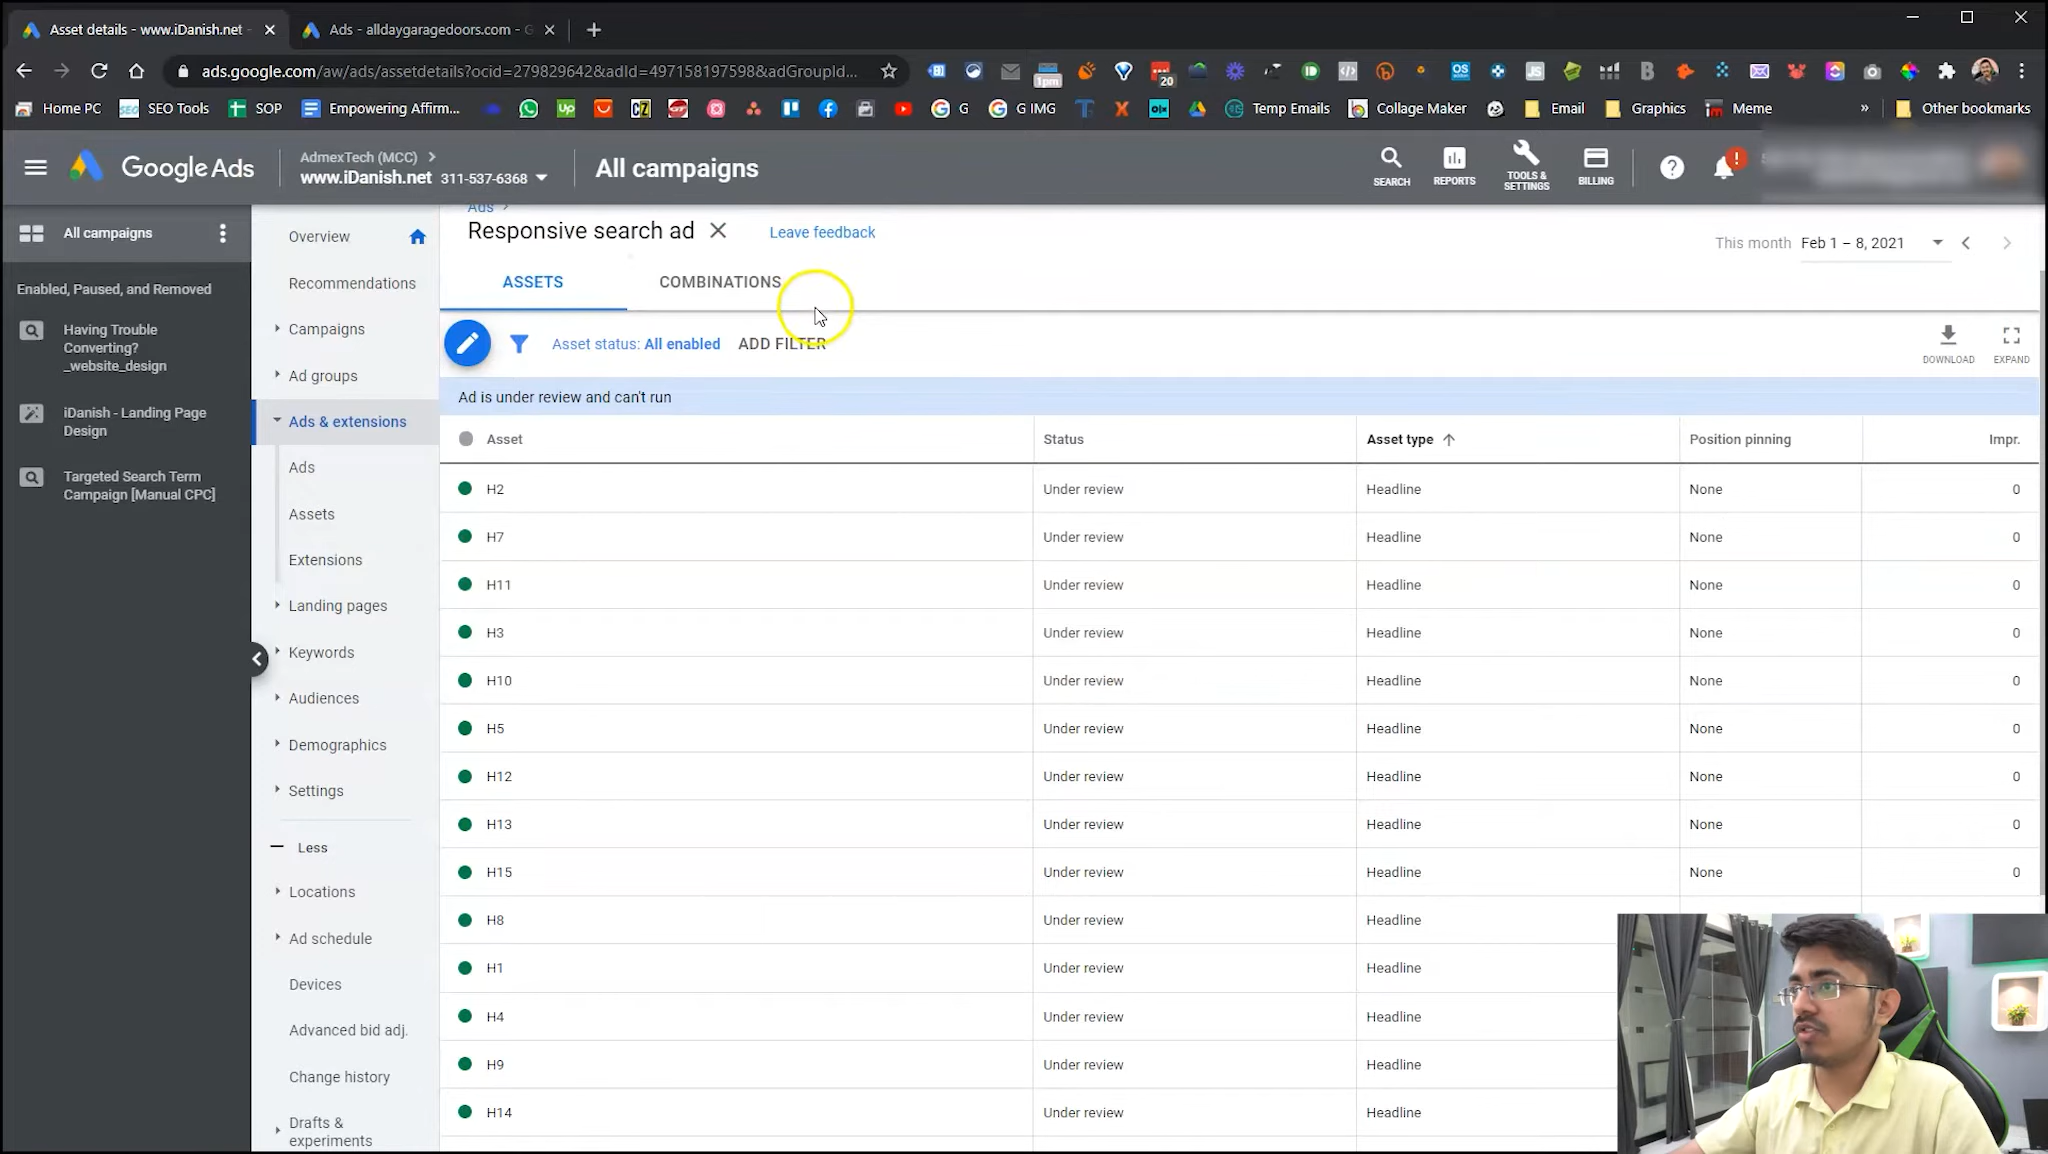 Asset details - www.iDanish.net -
Ads - alldaygaragedoors.com - G
ads.google.com/aw/ads/assetdetails?ocid=279829642&adId=497158197598&adGroupId...
1pm
20
OS
JS
Home PC
SEO Tools
SOP
Empowering Affirm...
G
G IMG
Temp Emails
Collage Maker
Email
Graphics
Meme
»
Other bookmarks
Google Ads
AdmexTech (MCC)
www.iDanish.net 311-537-6368
All campaigns
SEARCH
REPORTS
TOOLS &
SETTINGS
BILLING
All campaigns
Enabled, Paused, and Removed
Having Trouble
Converting?
_website_design
iDanish - Landing Page
Design
Targeted Search Term
Campaign [Manual CPC]
Overview
Recommendations
Campaigns
Ad groups
Ads & extensions
Ads
Assets
Extensions
Landing pages
Keywords
Audiences
Demographics
Settings
Less
Locations
Ad schedule
Devices
Advanced bid adj.
Change history
Drafts &
experiments
Ads
Responsive search ad
Leave feedback
This month Feb 1 – 8, 2021
ASSETS
COMBINATIONS
Asset status: All enabled
ADD FILTER
DOWNLOAD
EXPAND
Ad is under review and can't run
Asset Status Asset type Position pinning Impr.
H2 Under review Headline None 0
H7 Under review Headline None 0
H11 Under review Headline None 0
H3 Under review Headline None 0
H10 Under review Headline None 0
H5 Under review Headline None 0
H12 Under review Headline None 0
H13 Under review Headline None 0
H15 Under review Headline None 0
H8 Under review Headline
H1 Under review Headline
H4 Under review Headline
H9 Under review Headline
H14 Under review Headline